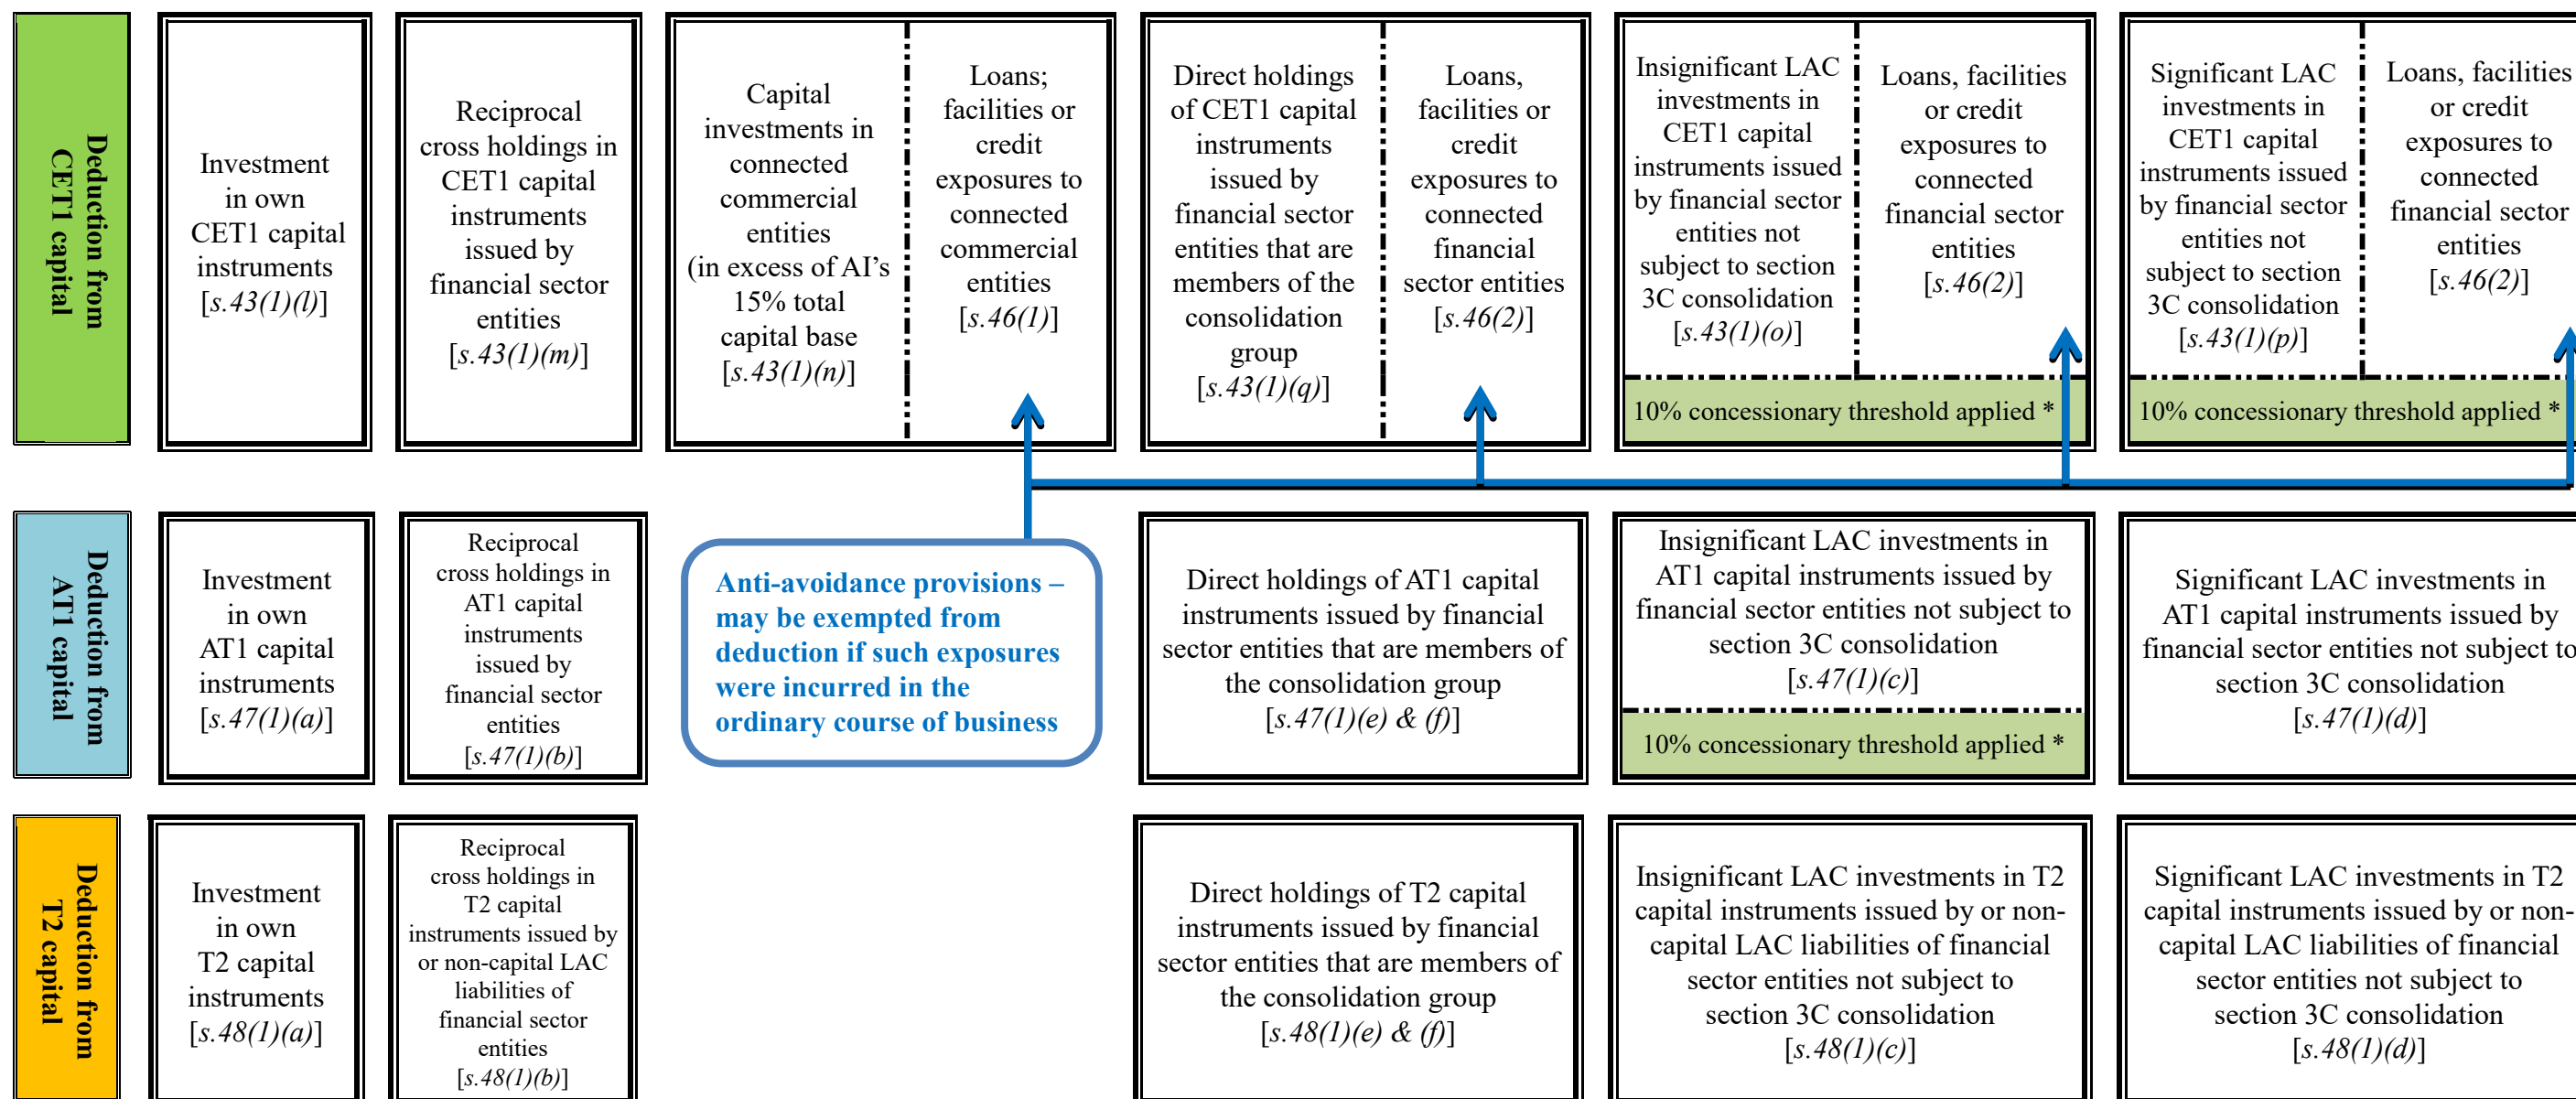 Deduction from
CET1 capital
Investment
in own
CET1 capital
instruments
[s.43(1)(l)]
Reciprocal
cross holdings in
CET1 capital
instruments
issued by
financial sector
entities
[s.43(1)(m)]
Capital
investments in
connected
commercial
entities
(in excess of AI's
15% total
capital base
[s.43(1)(n)]
Loans;
facilities or
credit
exposures to
connected
commercial
entities
[s.46(1)]
Direct holdings
of CET1 capital
instruments
issued by
financial sector
entities that are
members of the
consolidation
group
[s.43(1)(q)]
Loans,
facilities or
credit
exposures to
connected
financial
sector entities
[s.46(2)]
Insignificant LAC
investments in
CET1 capital
instruments issued
by financial sector
entities not
subject to section
3C consolidation
[s.43(1)(o)]
Loans, facilities
or credit
exposures to
connected
financial sector
entities
[s.46(2)]
10% concessionary threshold applied *
Significant LAC
investments in
CET1 capital
instruments issued
by financial sector
entities not
subject to section
3C consolidation
[s.43(1)(p)]
Loans, facilities
or credit
exposures to
connected
financial sector
entities
[s.46(2)]
10% concessionary threshold applied *
Deduction from
AT1 capital
Investment
in own
AT1 capital
instruments
[s.47(1)(a)]
Reciprocal
cross holdings in
AT1 capital
instruments
issued by
financial sector
entities
[s.47(1)(b)]
Anti-avoidance provisions –
may be exempted from
deduction if such exposures
were incurred in the
ordinary course of business
Direct holdings of AT1 capital
instruments issued by financial
sector entities that are members of
the consolidation group
[s.47(1)(e) & (f)]
Insignificant LAC investments in
AT1 capital instruments issued by
financial sector entities not subject to
section 3C consolidation
[s.47(1)(c)]
10% concessionary threshold applied *
Significant LAC investments in
AT1 capital instruments issued by
financial sector entities not subject to
section 3C consolidation
[s.47(1)(d)]
Deduction from
T2 capital
Investment
in own
T2 capital
instruments
[s.48(1)(a)]
Reciprocal
cross holdings in
T2 capital
instruments issued by
or non-capital LAC
liabilities of
financial sector
entities
[s.48(1)(b)]
Direct holdings of T2 capital
instruments issued by financial
sector entities that are members of
the consolidation group
[s.48(1)(e) & (f)]
Insignificant LAC investments in T2
capital instruments issued by or non-
capital LAC liabilities of financial
sector entities not subject to
section 3C consolidation
[s.48(1)(c)]
Significant LAC investments in T2
capital instruments issued by or non-
capital LAC liabilities of financial
sector entities not subject to
section 3C consolidation
[s.48(1)(d)]